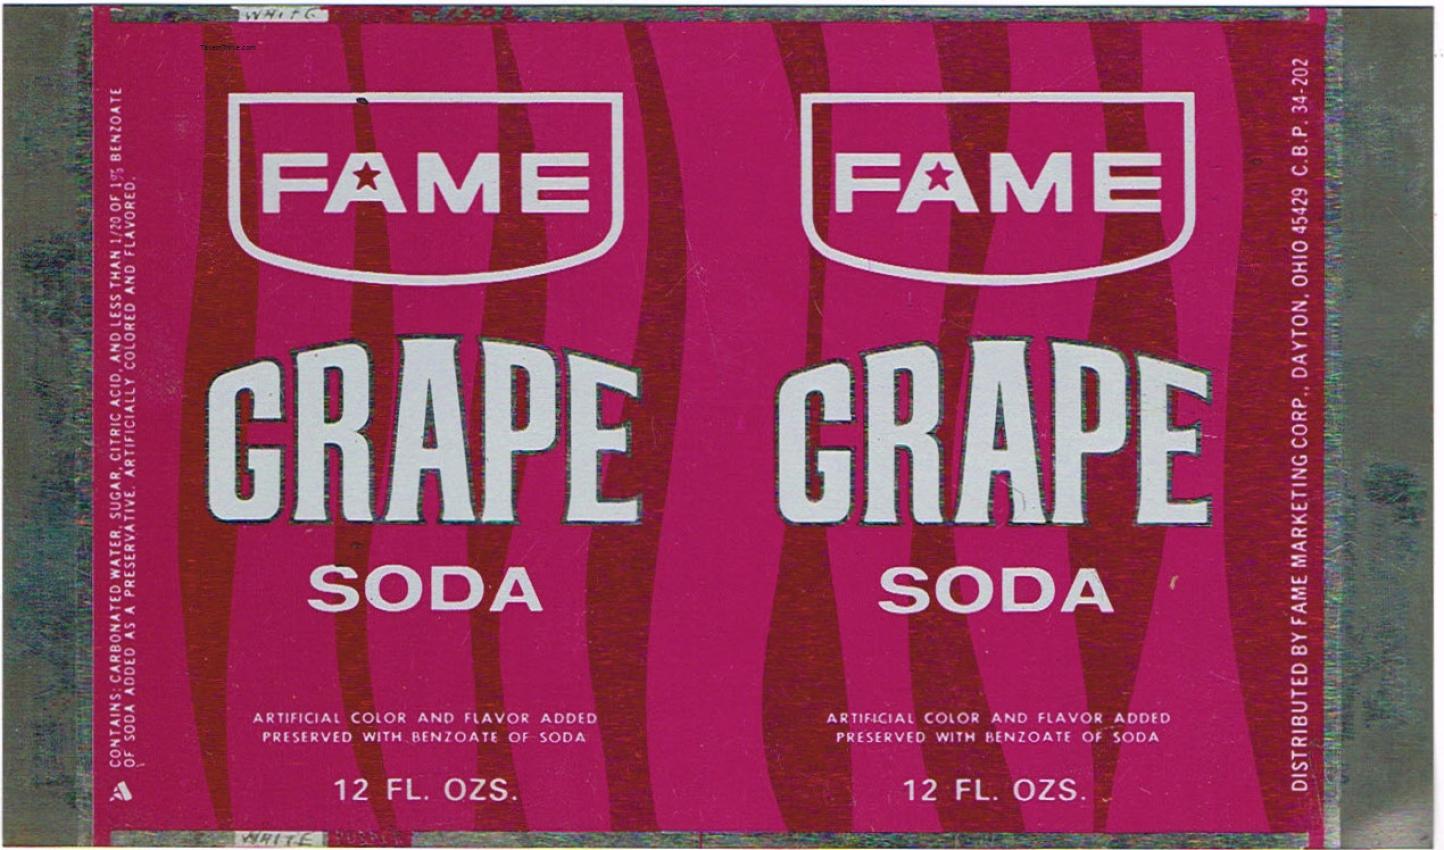 WHITE
CONTAINS: CARBONATED WATER, SUGAR, CITRIC ACID, AND LESS THAN 1/20 OF 1% BENZOATE
OF SODA ADDED AS A PRESERVATIVE. ARTIFICIALLY COLORED AND FLAVORED.
FAME
GRAPE
SODA
ARTIFICIAL COLOR AND FLAVOR ADDED
PRESERVED WITH BENZOATE OF SODA
12 FL. OZS.
FAME
GRAPE
SODA
ARTIFICIAL COLOR AND FLAVOR ADDED
PRESERVED WITH BENZOATE OF SODA
12 FL. OZS.
DISTRIBUTED BY FAME MARKETING CORP., DAYTON, OHIO 45429 C.B.P. 34-202
WHITE